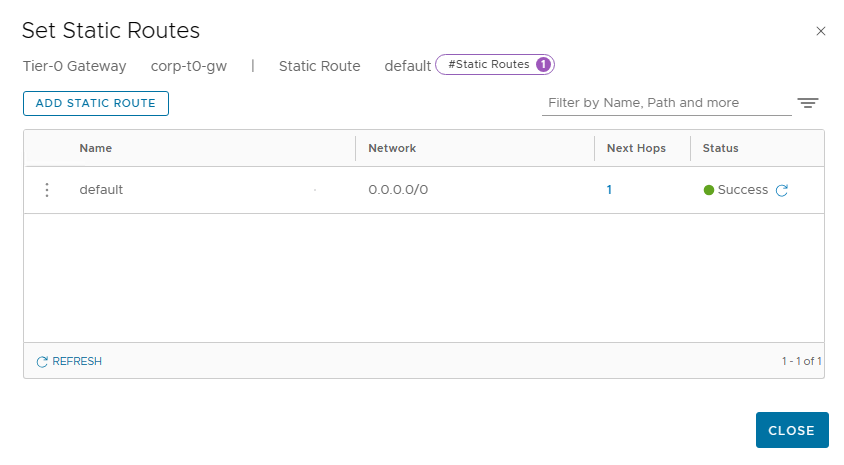 Set Static Routes
Tier-0 Gateway corp-t0-gw | Static Route default #Static Routes 1
ADD STATIC ROUTE Filter by Name, Path and more
Name Network Next Hops Status
default 0.0.0.0/0 1 Success
REFRESH 1 - 1 of 1
CLOSE